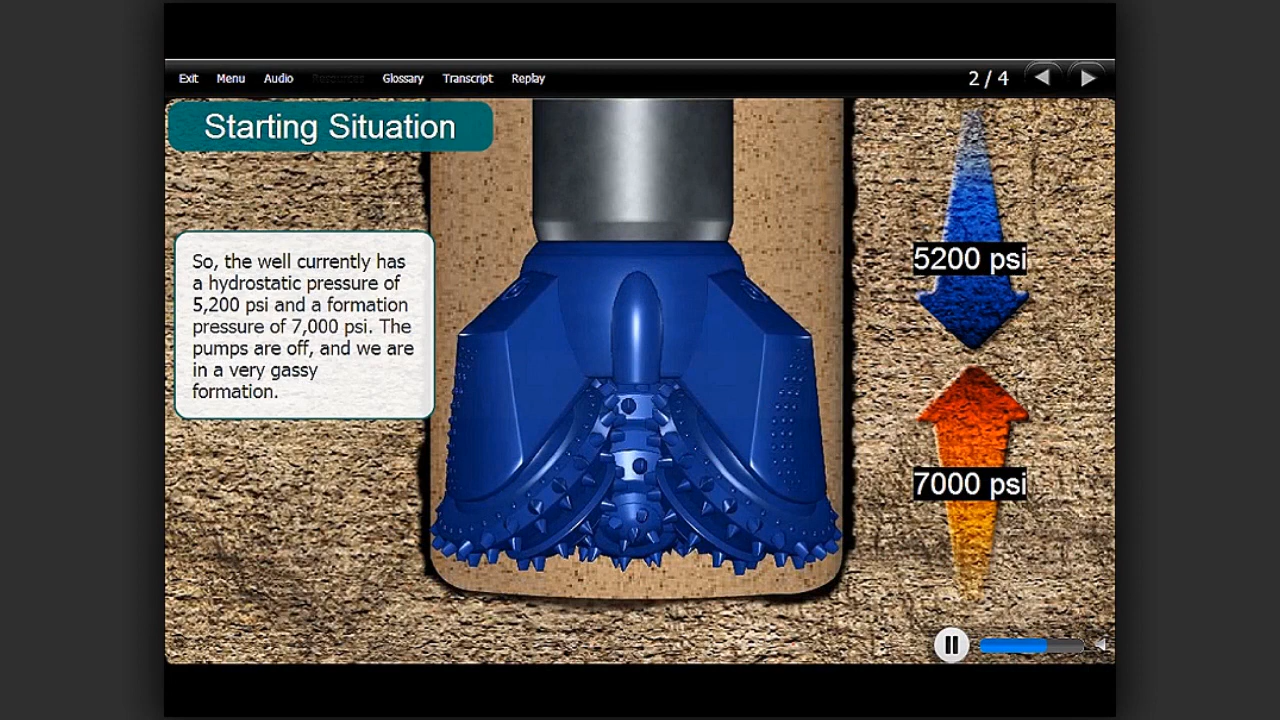 Exit Menu Audio Resources Glossary Transcript Replay 2 / 4
Starting Situation
So, the well currently has
a hydrostatic pressure of
5,200 psi and a formation
pressure of 7,000 psi. The
pumps are off, and we are
in a very gassy
formation.
5200 psi
7000 psi